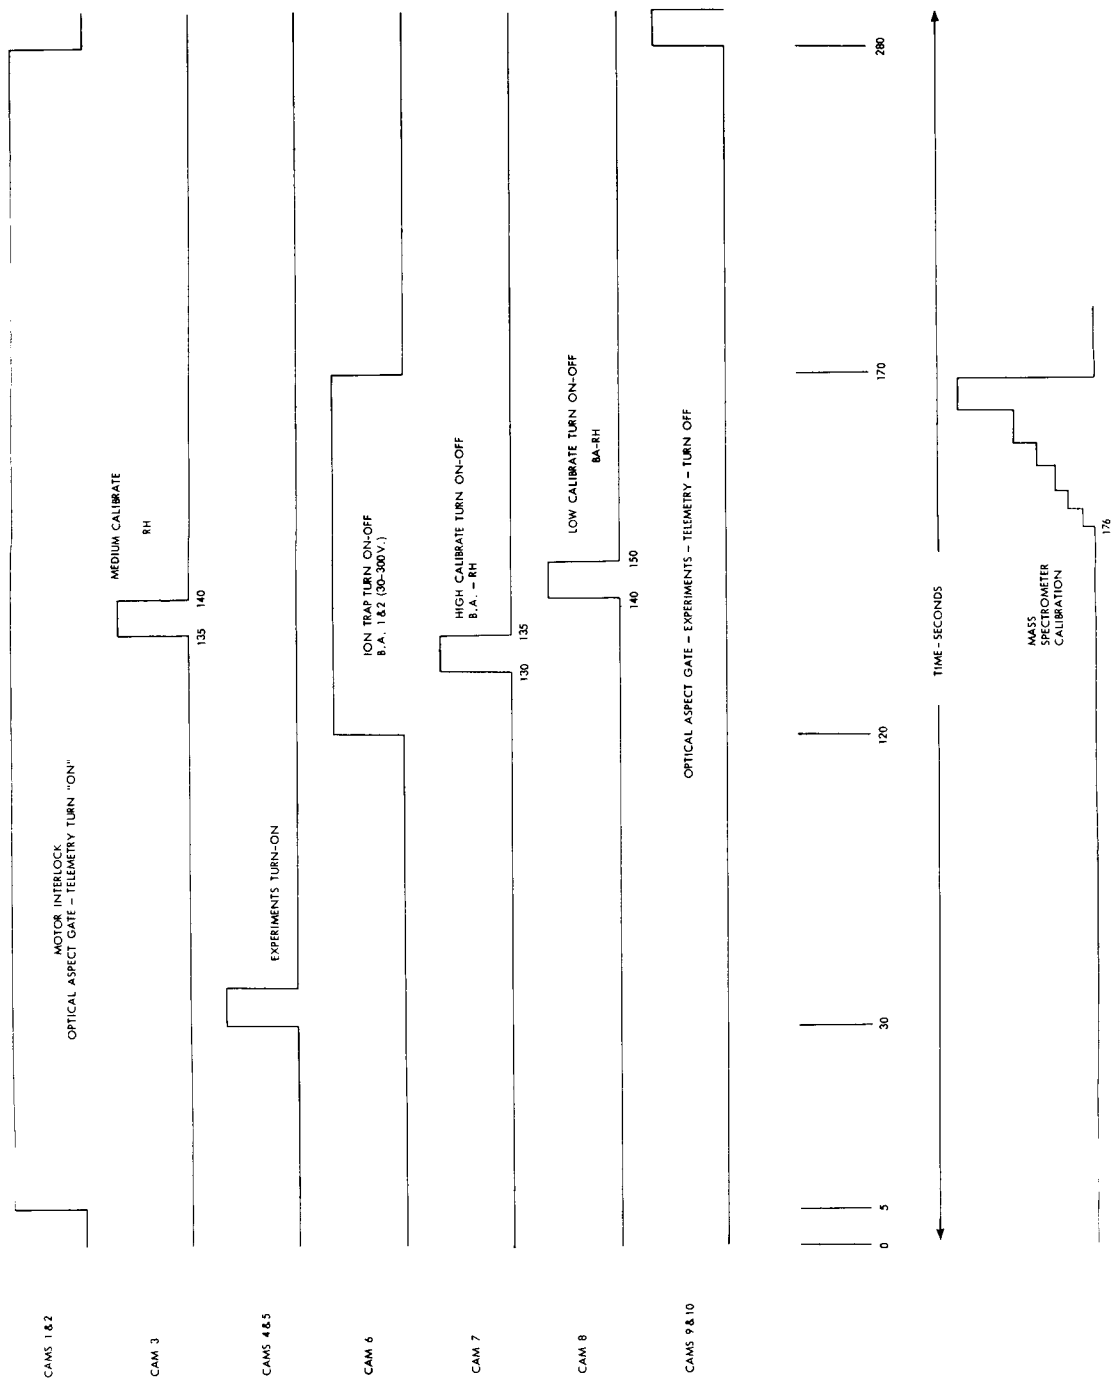 CAMS 1 & 2
MOTOR INTERLOCK
OPTICAL ASPECT GATE – TELEMETRY TURN "ON"
CAM 3
MEDIUM CALIBRATE
RH
135
140
CAMS 4 & 5
EXPERIMENTS TURN-ON
CAM 6
ION TRAP TURN ON-OFF
B.A. 1 & 2 (30-300 V.)
CAM 7
HIGH CALIBRATE TURN ON-OFF
B.A. – RH
130
135
CAM 8
LOW CALIBRATE TURN ON-OFF
BA-RH
140
150
CAMS 9 & 10
OPTICAL ASPECT GATE – EXPERIMENTS – TELEMETRY – TURN OFF
0
5
30
120
170
280
TIME – SECONDS
MASS
SPECTROMETER
CALIBRATION
176